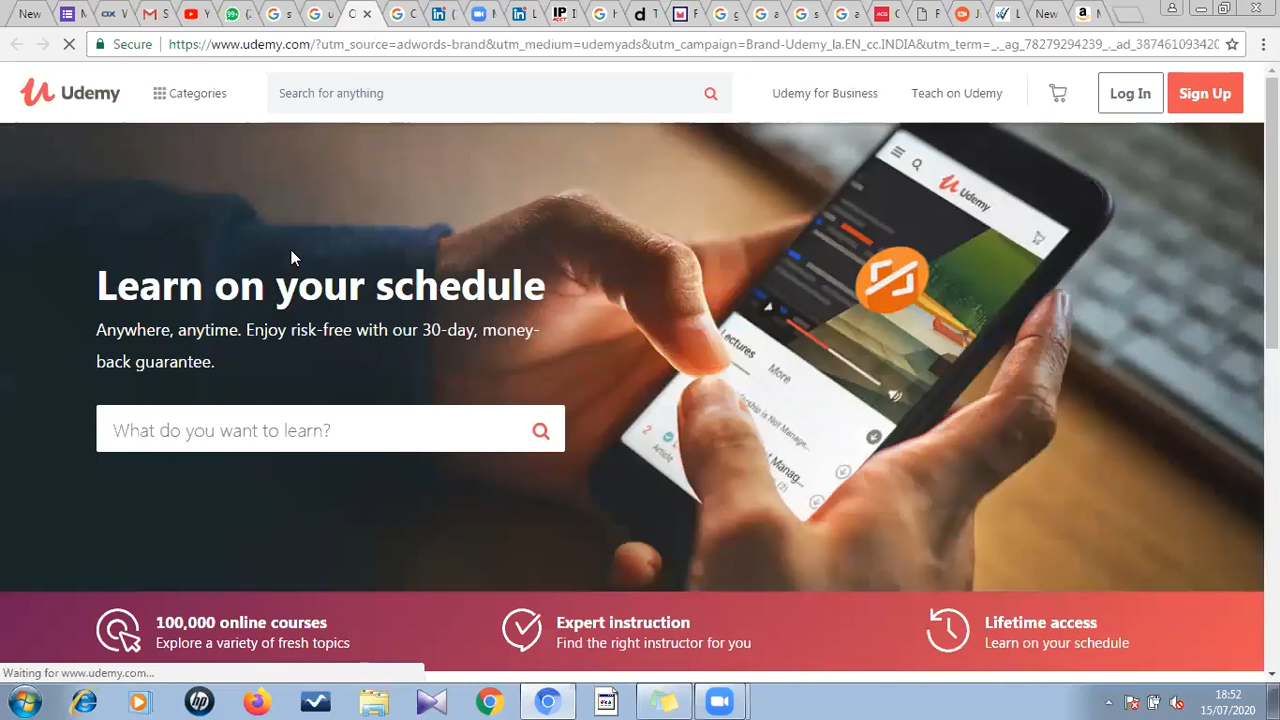 New
M S
Y
Secure https://www.udemy.com/?utm_source=adwords-brand&utm_medium=udemyads&utm_campaign=Brand-Udemy_la.EN_cc.INDIA&utm_term=_._ag_78279294239_._ad_387461093420
Udemy Categories Search for anything Udemy for Business Teach on Udemy Log In Sign Up
Udemy
Learn on your schedule
Anywhere, anytime. Enjoy risk-free with our 30-day, money-
back guarantee.
What do you want to learn?
Lectures More
100,000 online courses Expert instruction Lifetime access
Explore a variety of fresh topics Find the right instructor for you Learn on your schedule
Waiting for www.udemy.com...
18:52
15/07/2020